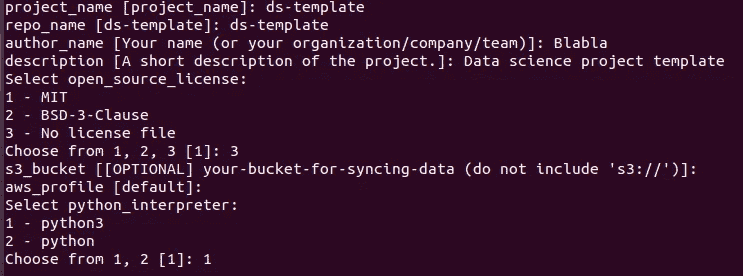 project_name [project_name]: ds-template
repo_name [ds-template]: ds-template
author_name [Your name (or your organization/company/team)]: Blabla
description [A short description of the project.]: Data science project template
Select open_source_license:
1 - MIT
2 - BSD-3-Clause
3 - No license file
Choose from 1, 2, 3 [1]: 3
s3_bucket [[OPTIONAL] your-bucket-for-syncing-data (do not include 's3://')]:
aws_profile [default]:
Select python_interpreter:
1 - python3
2 - python
Choose from 1, 2 [1]: 1